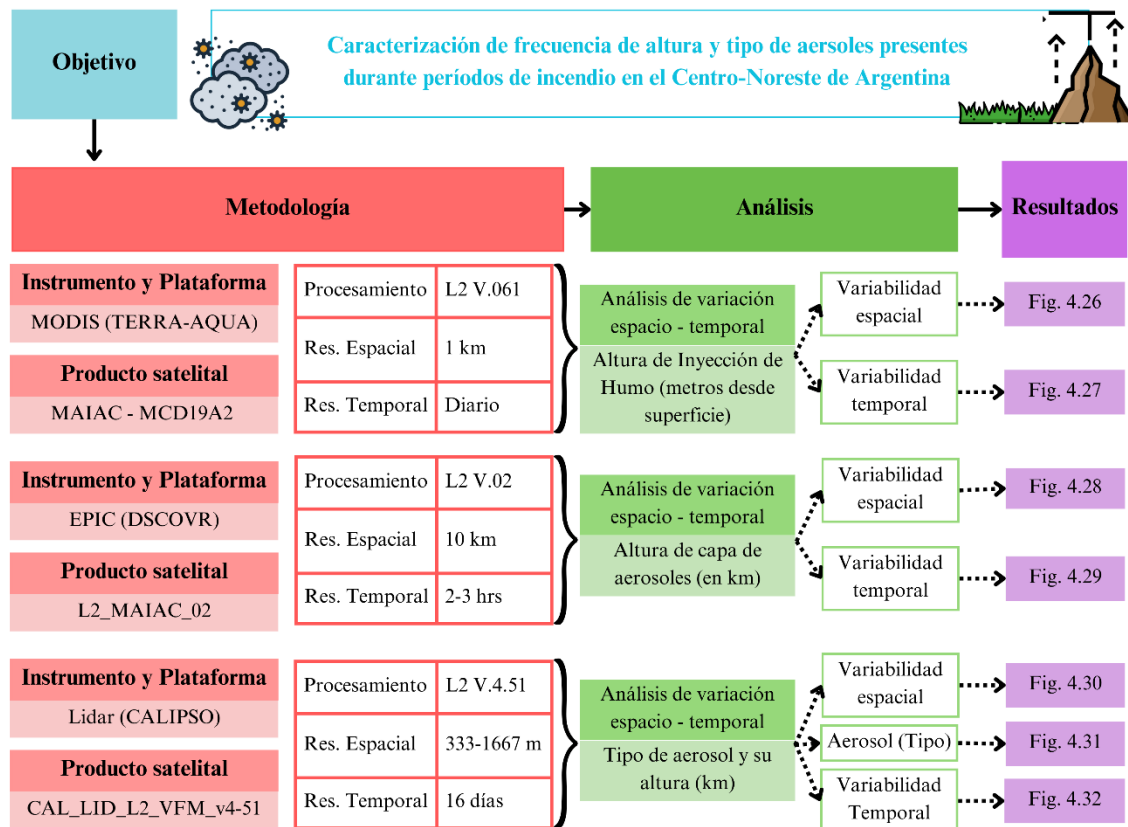 Objetivo
Caracterización de frecuencia de altura y tipo de aersoles presentes
durante períodos de incendio en el Centro-Noreste de Argentina
Metodología
Análisis
Resultados
Instrumento y Plataforma
MODIS (TERRA-AQUA)
Producto satelital
MAIAC - MCD19A2
Procesamiento
L2 V.061
Res. Espacial
1 km
Res. Temporal
Diario
Análisis de variación
espacio - temporal
Altura de Inyección de
Humo (metros desde
superficie)
Variabilidad
espacial
Fig. 4.26
Variabilidad
temporal
Fig. 4.27
Instrumento y Plataforma
EPIC (DSCOVR)
Producto satelital
L2_MAIAC_02
Procesamiento
L2 V.02
Res. Espacial
10 km
Res. Temporal
2-3 hrs
Análisis de variación
espacio - temporal
Altura de capa de
aerosoles (en km)
Variabilidad
espacial
Fig. 4.28
Variabilidad
temporal
Fig. 4.29
Instrumento y Plataforma
Lidar (CALIPSO)
Producto satelital
CAL_LID_L2_VFM_v4-51
Procesamiento
L2 V.4.51
Res. Espacial
333-1667 m
Res. Temporal
16 días
Análisis de variación
espacio - temporal
Tipo de aerosol y su
altura (km)
Variabilidad
espacial
Fig. 4.30
Aerosol (Tipo)
Fig. 4.31
Variabilidad
Temporal
Fig. 4.32